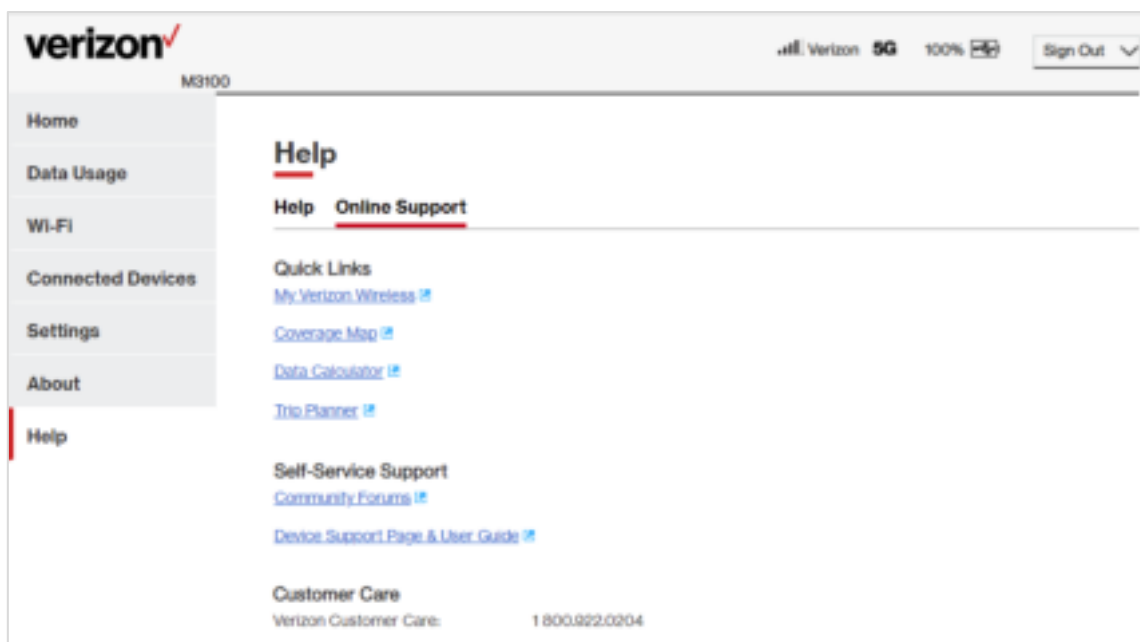 verizon
Verizon 5G 100% Sign Out
M3100
Home
Data Usage
Wi-Fi
Connected Devices
Settings
About
Help
Help
Help Online Support
Quick Links
My Verizon Wireless
Coverage Map
Data Calculator
Trip Planner
Self-Service Support
Community Forums
Device Support Page & User Guide
Customer Care
Verizon Customer Care: 1 800.922.0204